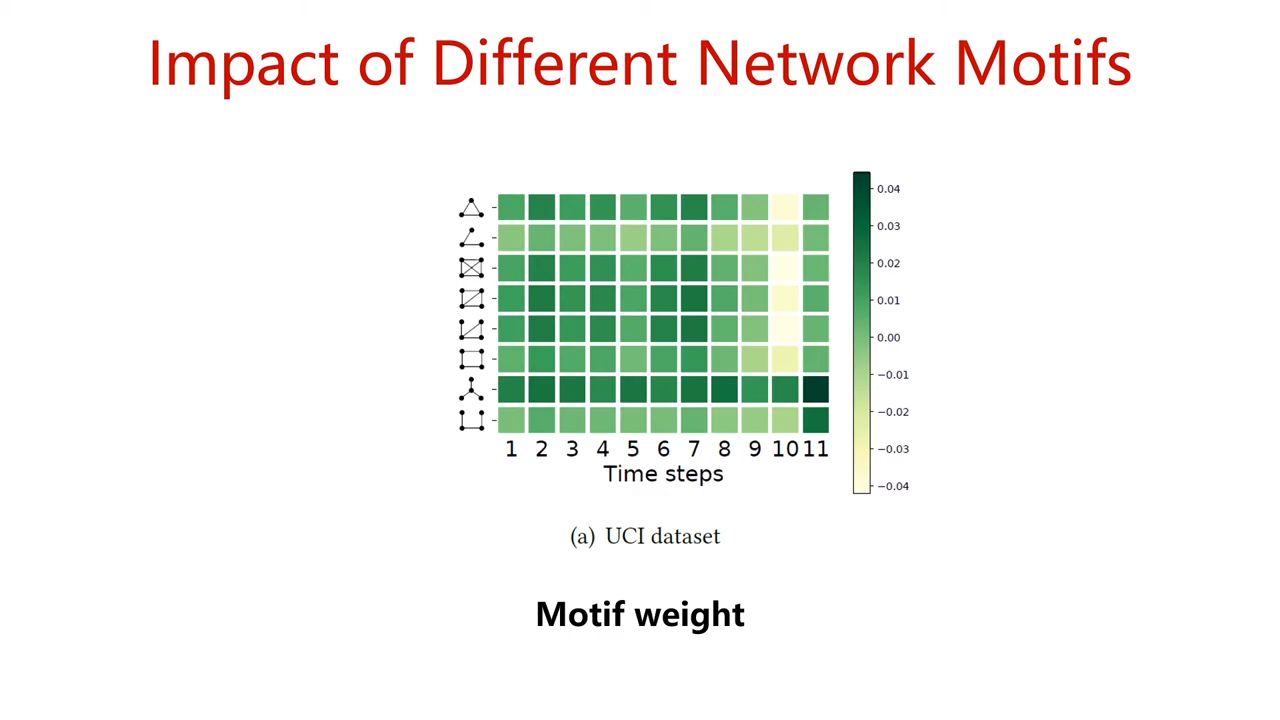 Impact of Different Network Motifs
0.04
0.03
0.02
0.01
0.00
−0.01
−0.02
−0.03
−0.04
1 2 3 4 5 6 7 8 9 10 11
Time steps
(a) UCI dataset
Motif weight